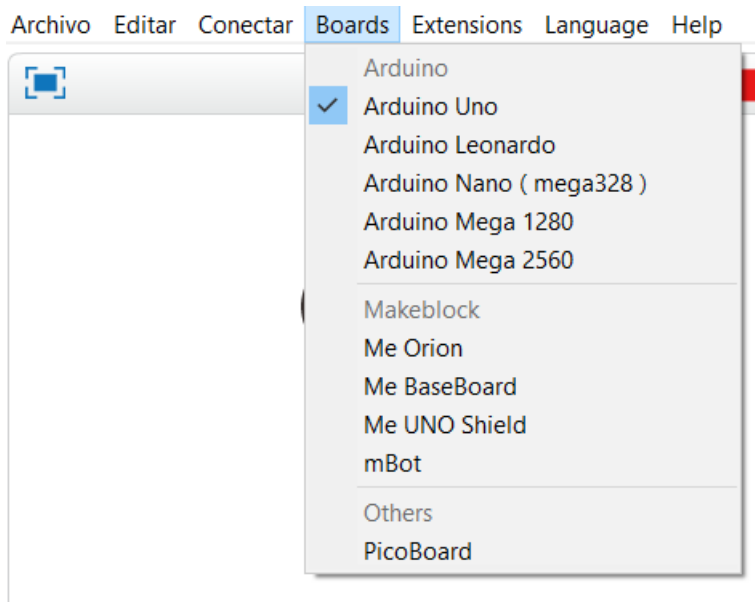 Archivo Editar Conectar Boards Extensions Language Help
Arduino
Arduino Uno
Arduino Leonardo
Arduino Nano ( mega328 )
Arduino Mega 1280
Arduino Mega 2560
Makeblock
Me Orion
Me BaseBoard
Me UNO Shield
mBot
Others
PicoBoard